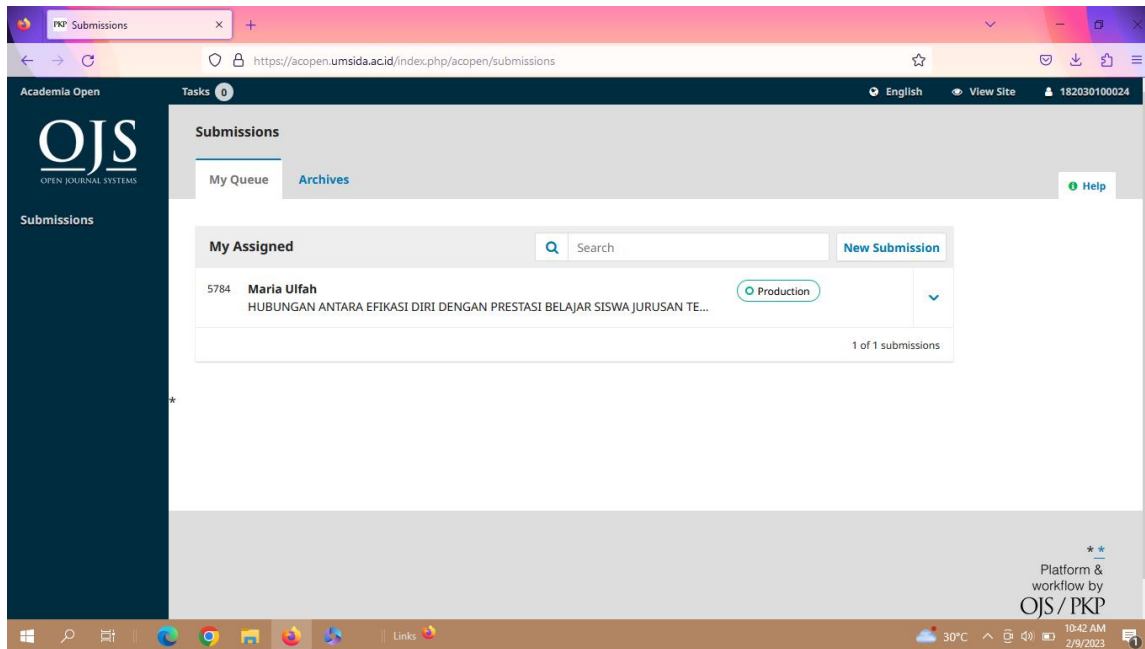 PKP Submissions
https://acopen.umsida.ac.id/index.php/acopen/submissions
Academia Open
Tasks 0
English
View Site
182030100024
OJS
OPEN JOURNAL SYSTEMS
Submissions
Submissions
My Queue
Archives
Help
My Assigned
Search
New Submission
5784 Maria Ulfah
HUBUNGAN ANTARA EFIKASI DIRI DENGAN PRESTASI BELAJAR SISWA JURUSAN TE...
Production
1 of 1 submissions
*
* *
Platform &
workflow by
OJS / PKP
Links
30°C
10:42 AM
2/9/2023
1